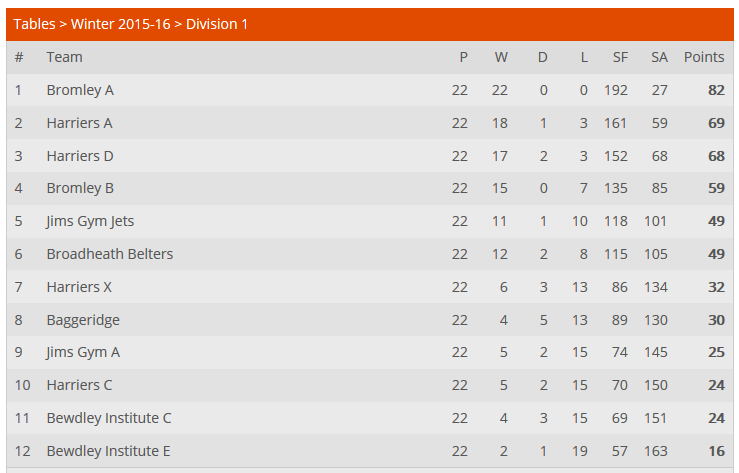 Tables > Winter 2015-16 > Division 1
# Team P W D L SF SA Points
1 Bromley A 22 22 0 0 192 27 82
2 Harriers A 22 18 1 3 161 59 69
3 Harriers D 22 17 2 3 152 68 68
4 Bromley B 22 15 0 7 135 85 59
5 Jims Gym Jets 22 11 1 10 118 101 49
6 Broadheath Belters 22 12 2 8 115 105 49
7 Harriers X 22 6 3 13 86 134 32
8 Baggeridge 22 4 5 13 89 130 30
9 Jims Gym A 22 5 2 15 74 145 25
10 Harriers C 22 5 2 15 70 150 24
11 Bewdley Institute C 22 4 3 15 69 151 24
12 Bewdley Institute E 22 2 1 19 57 163 16